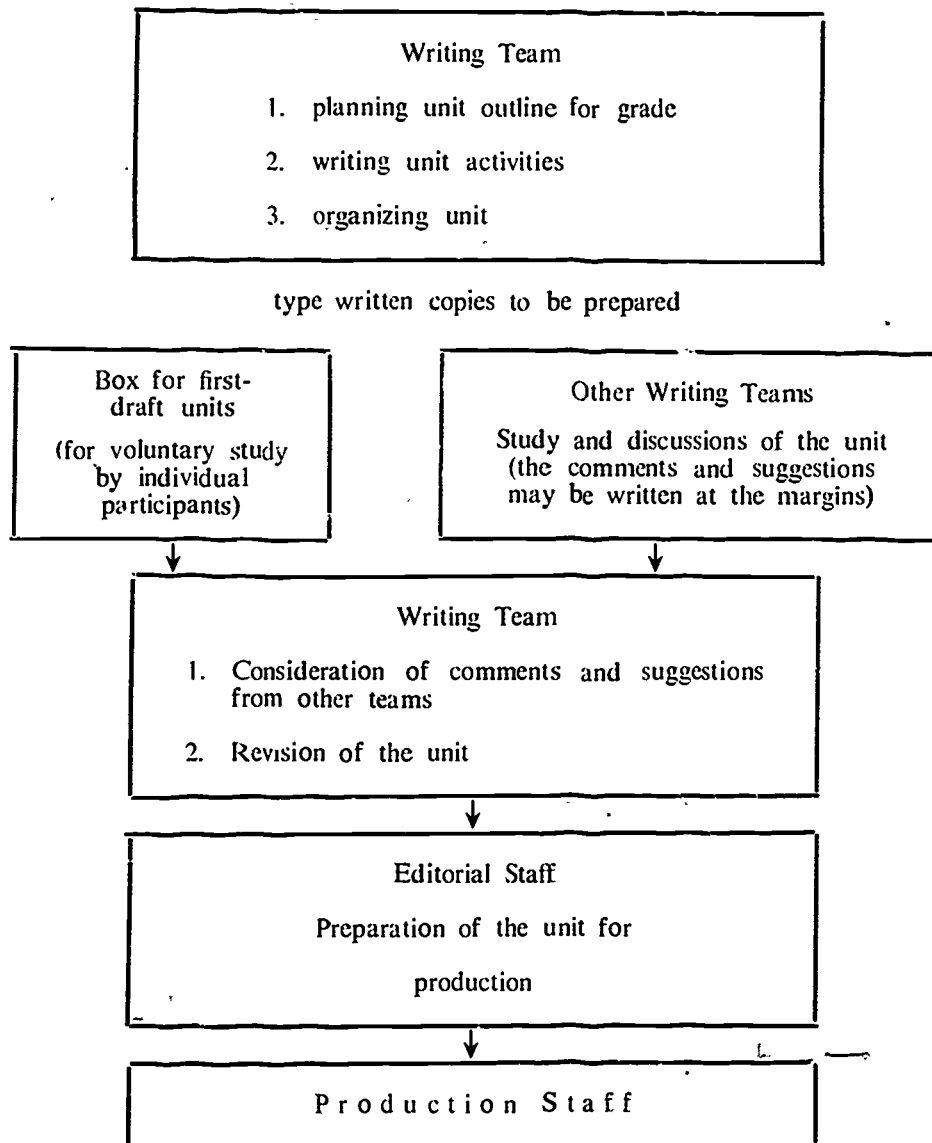 Writing Team
1. planning unit outline for grade
2. writing unit activities
3. organizing unit
type written copies to be prepared
Box for first-
draft units
(for voluntary study
by individual
participants)
Other Writing Teams
Study and discussions of the unit
(the comments and suggestions
may be written at the margins)
Writing Team
1. Consideration of comments and suggestions
from other teams
2. Revision of the unit
Editorial Staff
Preparation of the unit for
production
Production Staff